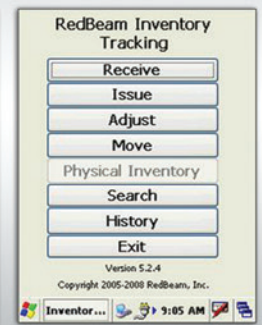 RedBeam Inventory
Tracking
Receive
Issue
Adjust
Move
Physical Inventory
Search
History
Exit
Version 5.2.4
Copyright 2005-2008 RedBeam, Inc.
Inventor... 9:05 AM